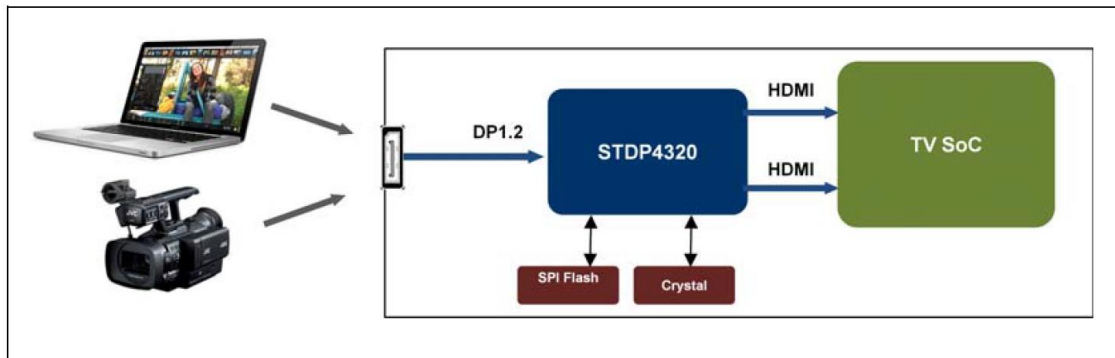 HDMI
DP1.2
STDP4320
TV SoC
HDMI
SPI Flash
Crystal